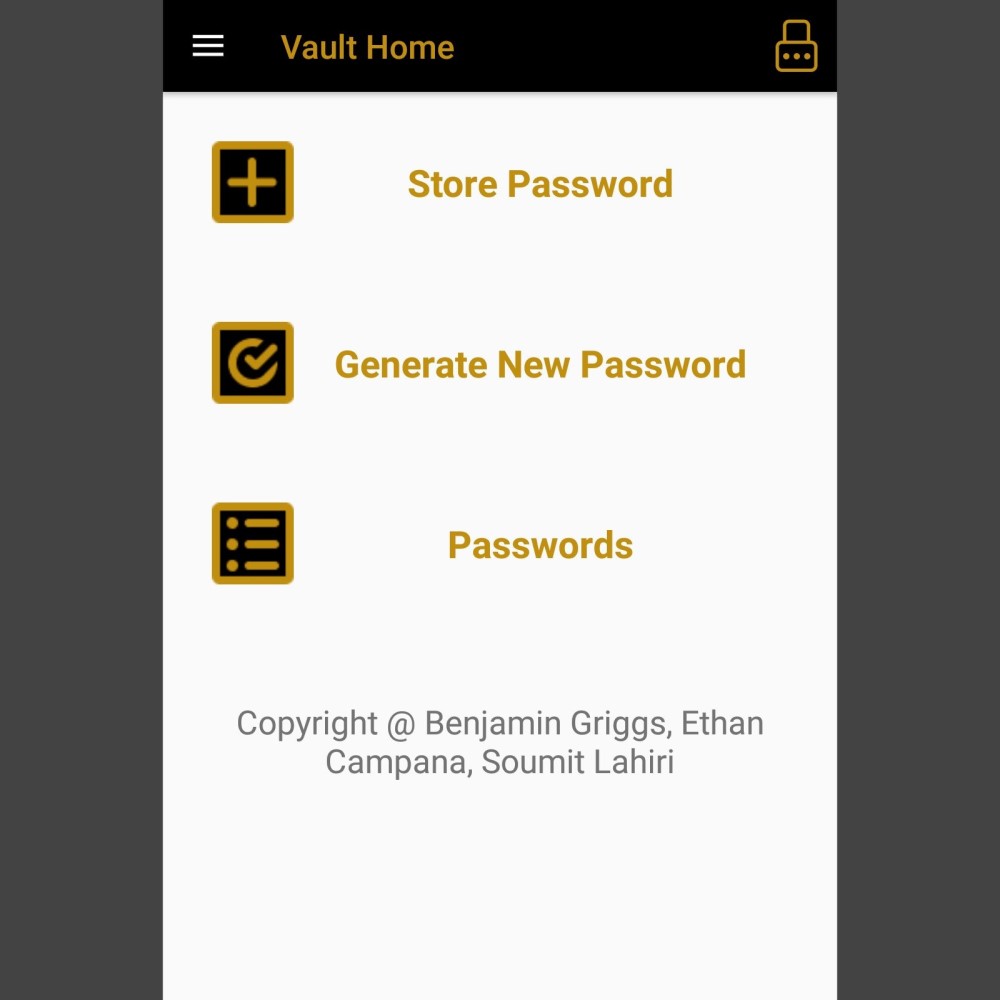 Vault Home
Store Password
Generate New Password
Passwords
Copyright @ Benjamin Griggs, Ethan
Campana, Soumit Lahiri